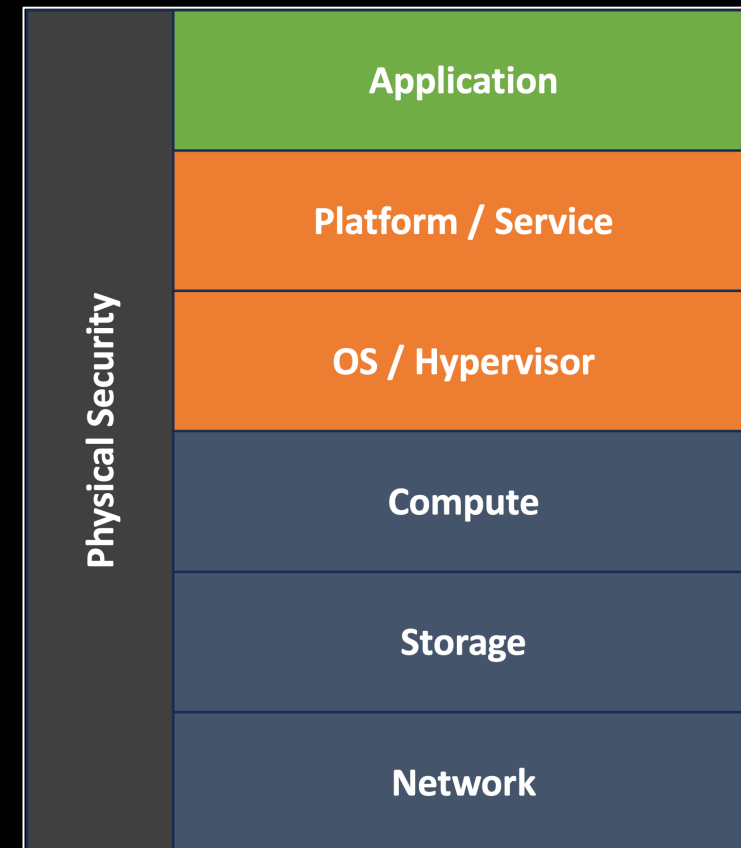 Physical Security
Application
Platform / Service
OS / Hypervisor
Compute
Storage
Network